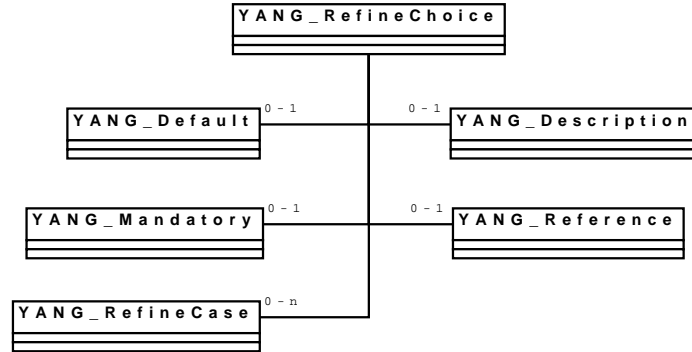 YANG_RefineChoice
0-1
0-1
YANG_Default
YANG_Description
0-1
0-1
YANG_Mandatory
YANG_Reference
0-n
YANG_RefineCase